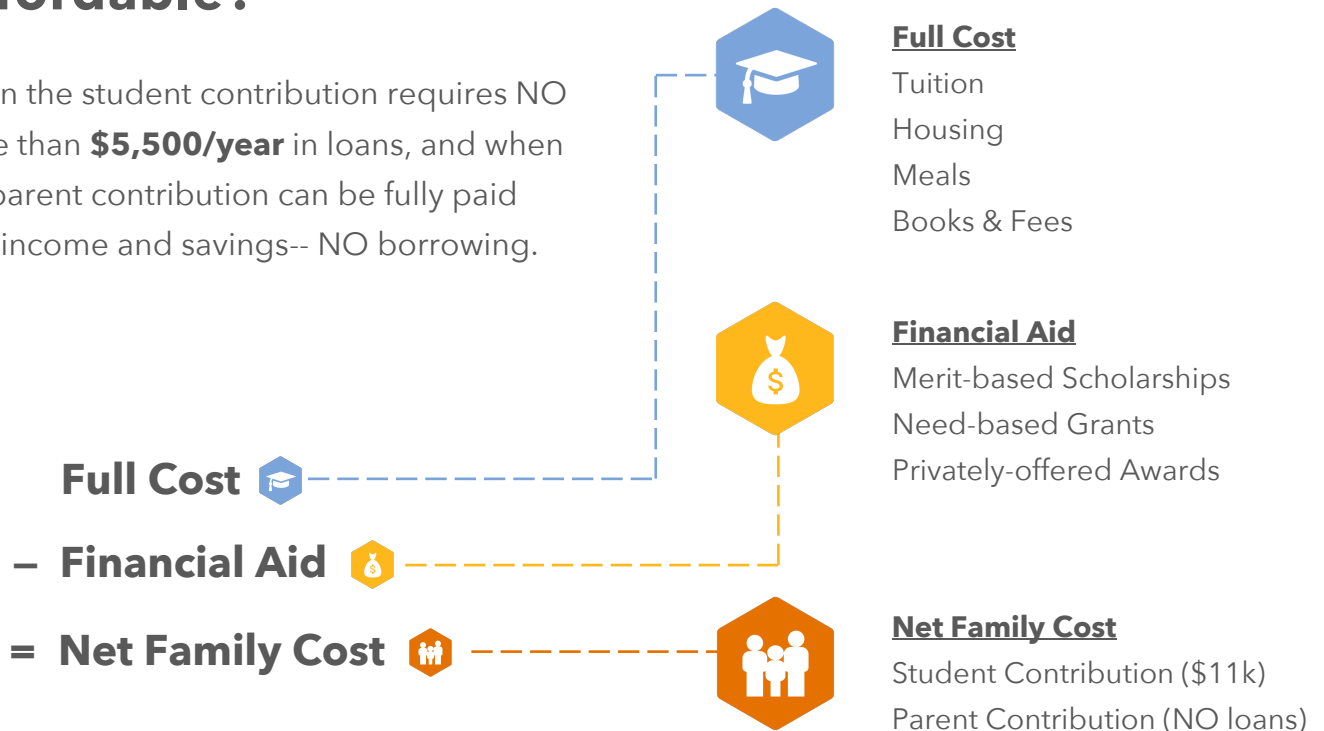 fordable?
n the student contribution requires NO
e than $5,500/year in loans, and when
parent contribution can be fully paid
income and savings-- NO borrowing.
Full Cost
– Financial Aid
= Net Family Cost
Full Cost
Tuition
Housing
Meals
Books & Fees
$
Financial Aid
Merit-based Scholarships
Need-based Grants
Privately-offered Awards
Net Family Cost
Student Contribution ($11k)
Parent Contribution (NO loans)